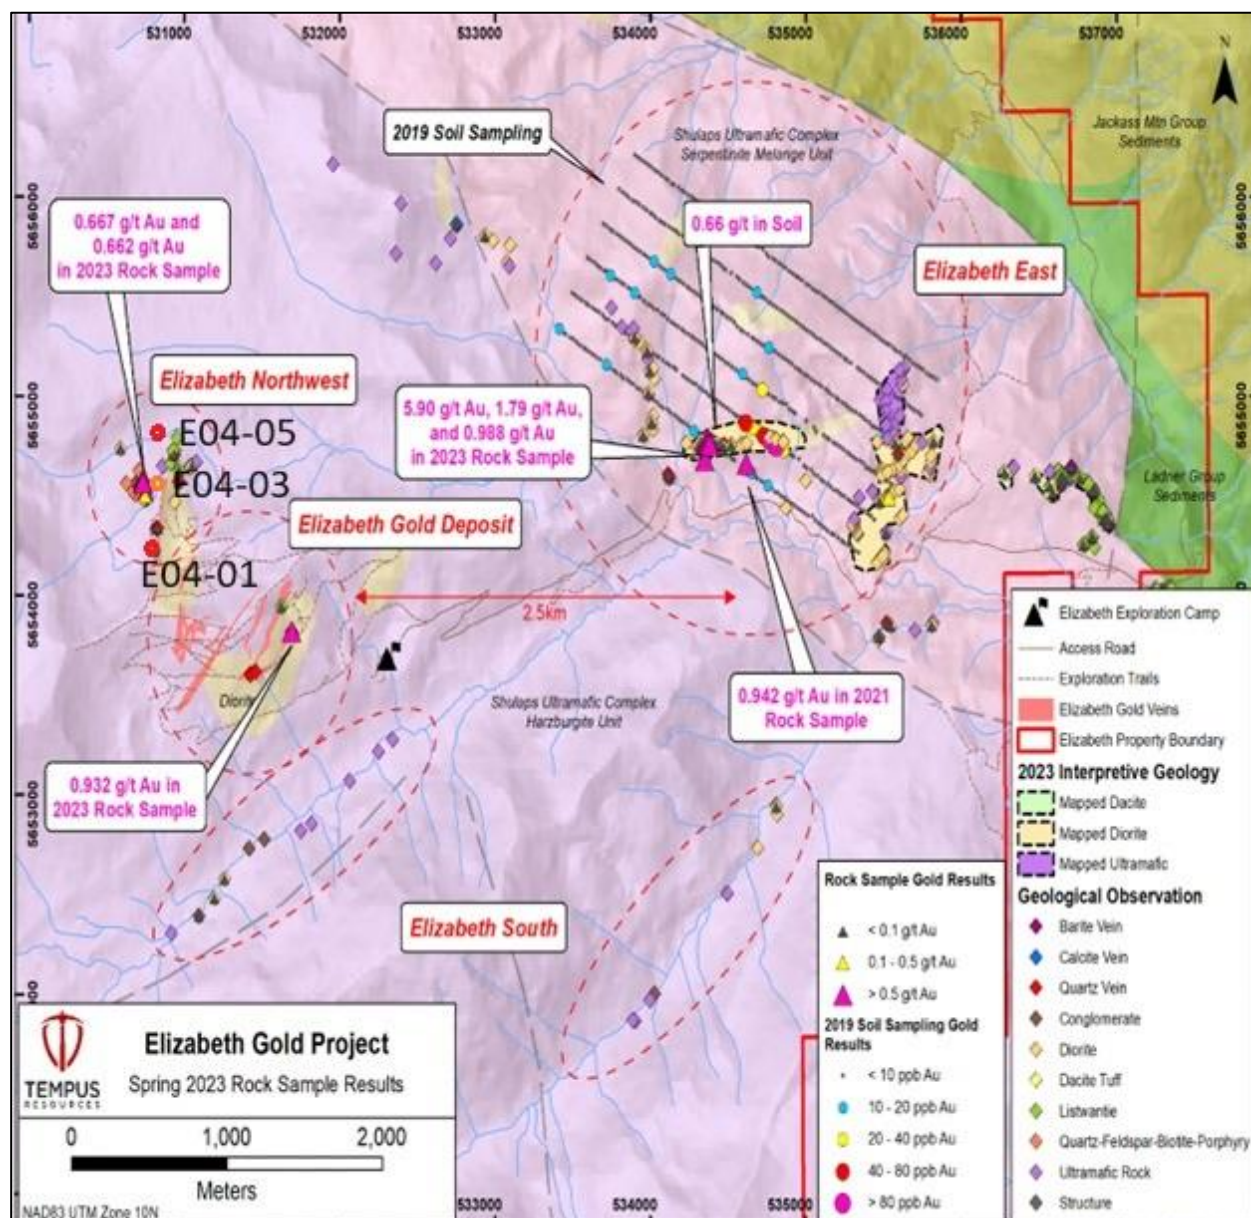 531000
532000
533000
534000
535000
536000
537000
N
2019 Soil Sampling
Shulaps Ultramafic Complex
Serpentinite Melange Unit
Jackass Mtn Group
Sediments
5656000
5656000
0.667 g/t Au and
0.662 g/t Au
in 2023 Rock Sample
0.66 g/t in Soil
Elizabeth East
Elizabeth Northwest
5655000
5655000
5.90 g/t Au, 1.79 g/t Au,
and 0.988 g/t Au
in 2023 Rock Sample
E04-05
E04-03
Ladner Group
Sediments
Elizabeth Gold Deposit
E04-01
5654000
2.5km
Diorite
Shulaps Ultramafic Complex
Harzburgite Unit
0.942 g/t Au in 2021
Rock Sample
0.932 g/t Au in
2023 Rock Sample
5653000
Elizabeth South
Elizabeth Exploration Camp
Access Road
Exploration Trails
Elizabeth Gold Veins
Elizabeth Property Boundary
2023 Interpretive Geology
Mapped Dacite
Mapped Diorite
Mapped Ultramafic
Geological Observation
Barite Vein
Calcite Vein
Quartz Vein
Conglomerate
Diorite
Dacite Tuff
Listwantie
Quartz-Feldspar-Biotite-Porphyry
Ultramafic Rock
Structure
Rock Sample Gold Results
< 0.1 g/t Au
0.1 - 0.5 g/t Au
> 0.5 g/t Au
2019 Soil Sampling Gold
Results
< 10 ppb Au
10 - 20 ppb Au
20 - 40 ppb Au
40 - 80 ppb Au
> 80 ppb Au
TEMPUS
RESOURCES
Elizabeth Gold Project
Spring 2023 Rock Sample Results
0
1,000
2,000
Meters
NAD83 UTM Zone 10N
533000
534000
535000